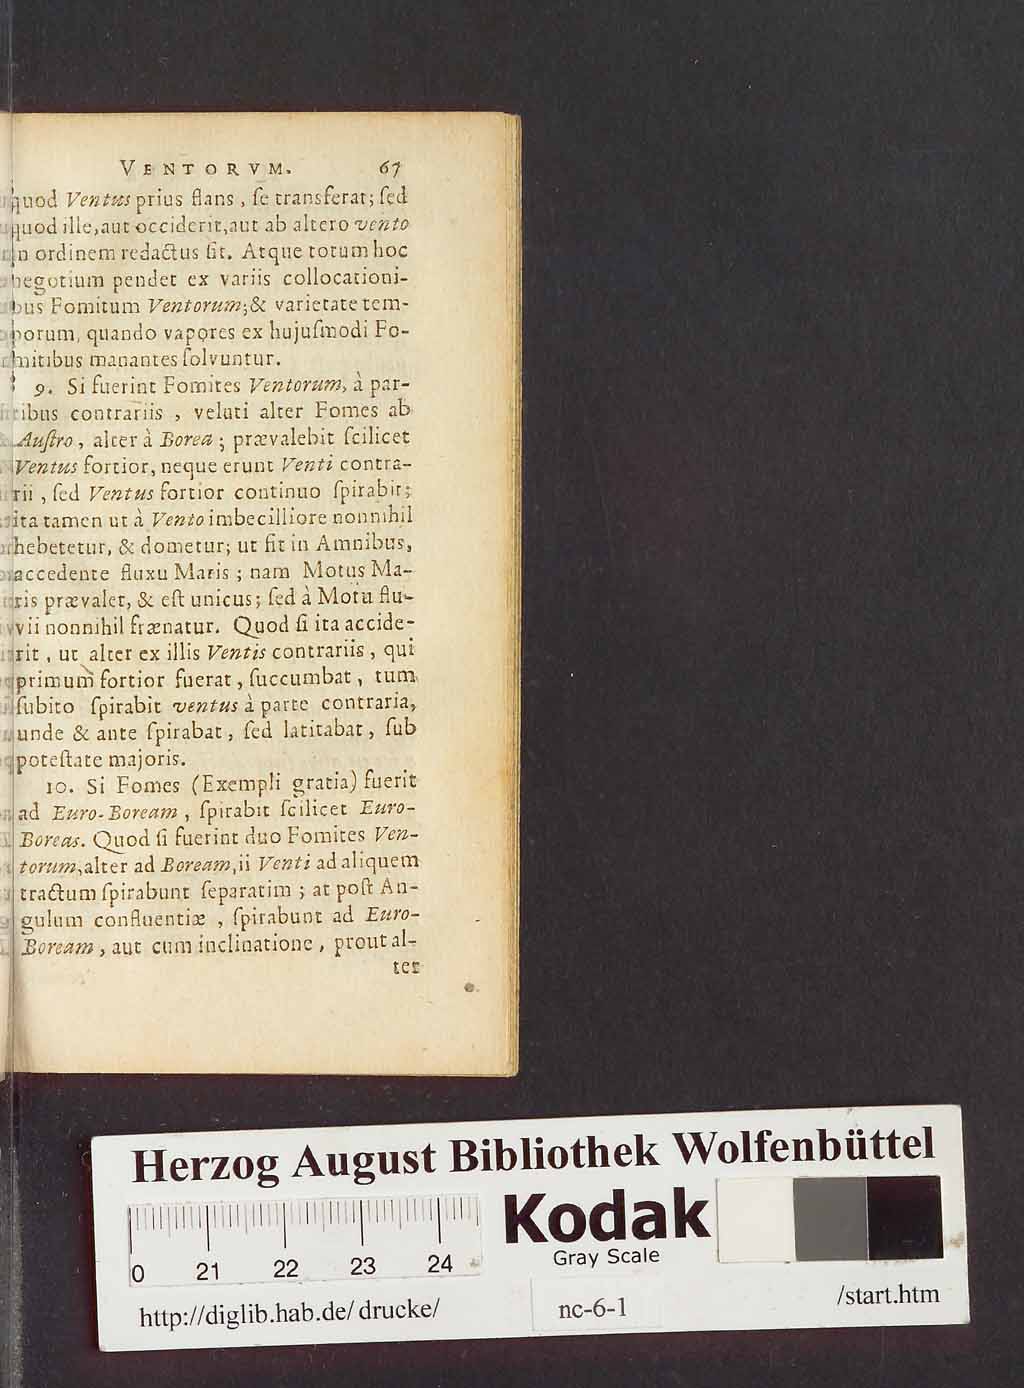 VENTORVM. 67
quod Ventus prius flans, ſe transferat; ſed
quod ille, aut occiderit, aut ab altero vento
in ordinem redactus ſit. Atque totum hoc
negotium pendet ex variis collocationi-
bus Fomitum Ventorum; & varietate tem-
porum, quando vapores ex hujuſmodi Fo-
mitibus manantes ſolvuntur.
9. Si fuerint Fomites Ventorum, à par-
tibus contrariis, veluti alter Fomes ab
Auſtro, alter à Borea; prævalebit ſcilicet
Ventus fortior, neque erunt Venti contra-
rii, ſed Ventus fortior continuo ſpirabit;
ita tamen ut à Vento imbecilliore nonnihil
hebetetur, & dometur; ut fit in Amnibus,
accedente fluxu Maris; nam Motus Ma-
ris prævalet, & eſt unicus; ſed à Motu flu-
vii nonnihil frænatur. Quod ſi ita accide-
rit, ut alter ex illis Ventis contrariis, qui
primum fortior fuerat, ſuccumbat, tum
ſubito ſpirabit ventus à parte contraria,
unde & ante ſpirabat, ſed latitabat, ſub
poteſtate majoris.
10. Si Fomes (Exempli gratia) fuerit
ad Euro-Boream, ſpirabit ſcilicet Euro-
Boreas. Quod ſi fuerint duo Fomites Ven-
torum, alter ad Boream, ii Venti ad aliquem
tractum ſpirabunt ſeparatim; at poſt An-
gulum confluentiæ, ſpirabunt ad Euro-
Boream, aut cum inclinatione, prout al-
ter
Herzog August Bibliothek Wolfenbüttel
Kodak
Gray Scale
0 21 22 23 24
http://diglib.hab.de/ drucke/ nc-6-1 /start.htm